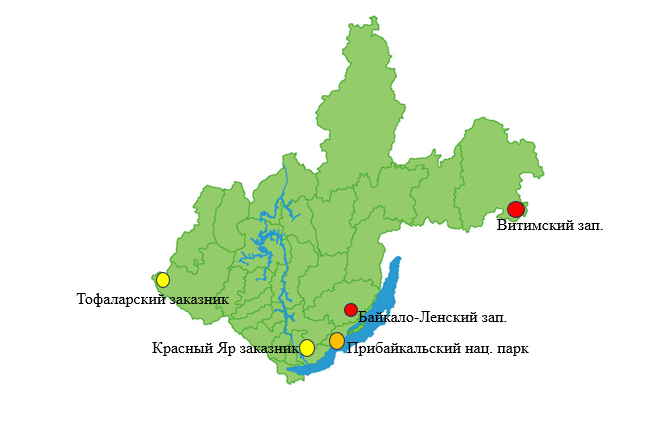 Витимский зап.
Тофаларский заказник
Байкало-Ленский зап.
Красный Яр заказник
Прибайкальский нац. парк